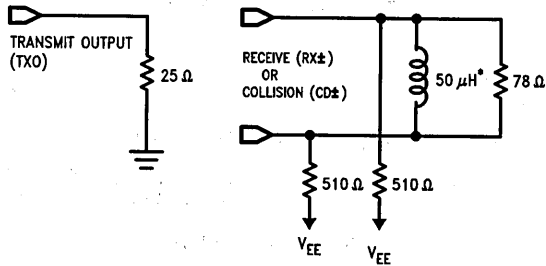 TRANSMIT OUTPUT
(TXO)
25 Ω
RECEIVE (RX±)
OR
COLLISION (CD±)
50 μH*
78 Ω
510 Ω
510 Ω
VEE
VEE